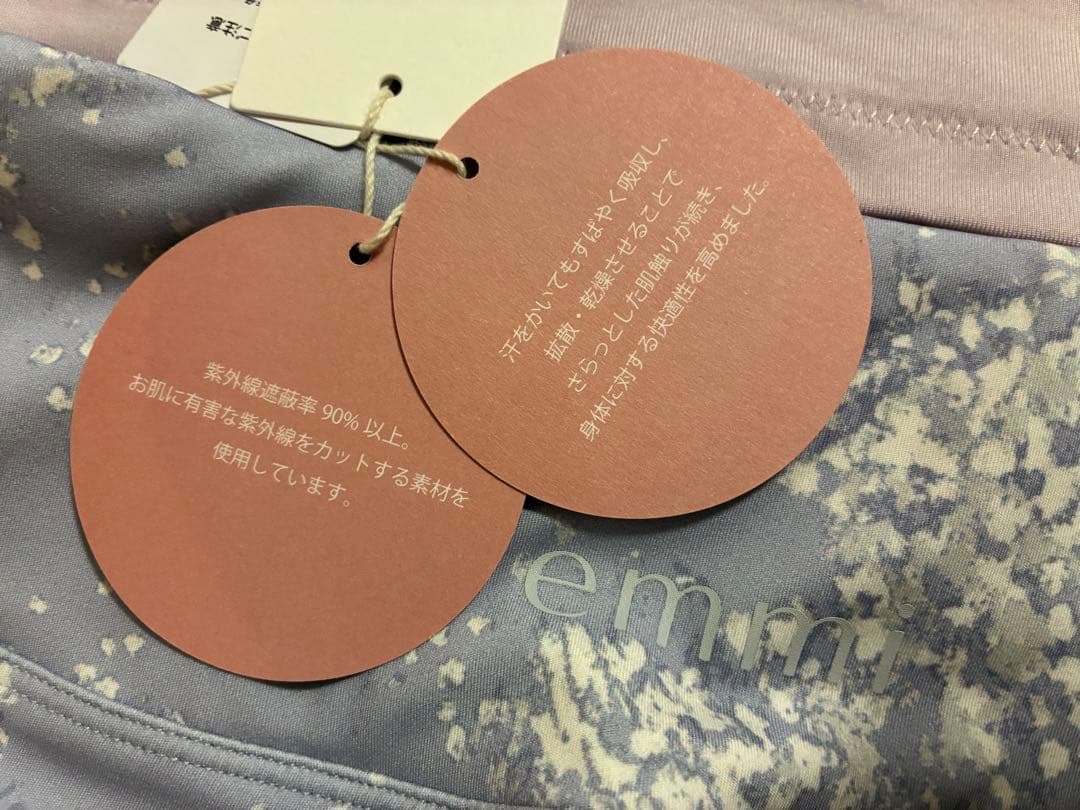 汗をかいてもすばやく吸収し、
拡散・乾燥させることで
さらっとした肌触りが続き、
身体に対する快適性を高めました。
紫外線遮蔽率 90% 以上。
お肌に有害な紫外線をカットする素材を
使用しています。
emmi